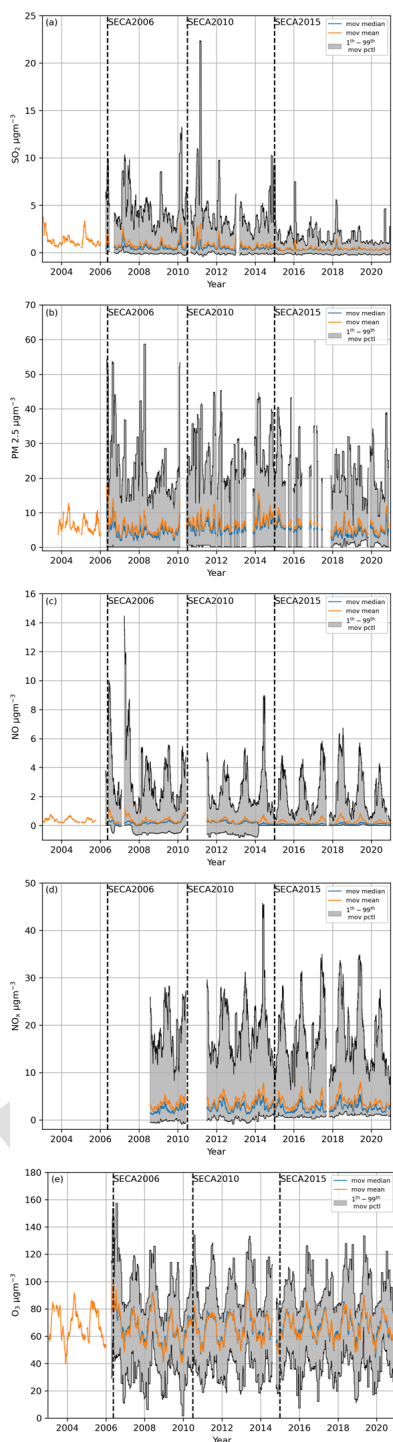 (a) SECA2006 SECA2010 SECA2015
mov median
mov mean
1th − 99th
mov pctl
25
20
15
10
5
0
SO2 µgm−3
2004 2006 2008 2010 2012 2014 2016 2018 2020
Year
(b) SECA2006 SECA2010 SECA2015
mov median
mov mean
1th − 99th
mov pctl
70
60
50
40
30
20
10
0
PM 2.5 µgm−3
2004 2006 2008 2010 2012 2014 2016 2018 2020
Year
(c) SECA2006 SECA2010 SECA2015
mov median
mov mean
1th − 99th
mov pctl
16
14
12
10
8
6
4
2
0
NO µgm−3
2004 2006 2008 2010 2012 2014 2016 2018 2020
Year
(d) SECA2006 SECA2010 SECA2015
mov median
mov mean
1th − 99th
mov pctl
50
40
30
20
10
0
NOx µgm−3
2004 2006 2008 2010 2012 2014 2016 2018 2020
Year
(e) SECA2006 SECA2010 SECA2015
mov median
mov mean
1th − 99th
mov pctl
180
160
140
120
100
80
60
40
20
0
O3 µgm−3
2004 2006 2008 2010 2012 2014 2016 2018 2020
Year